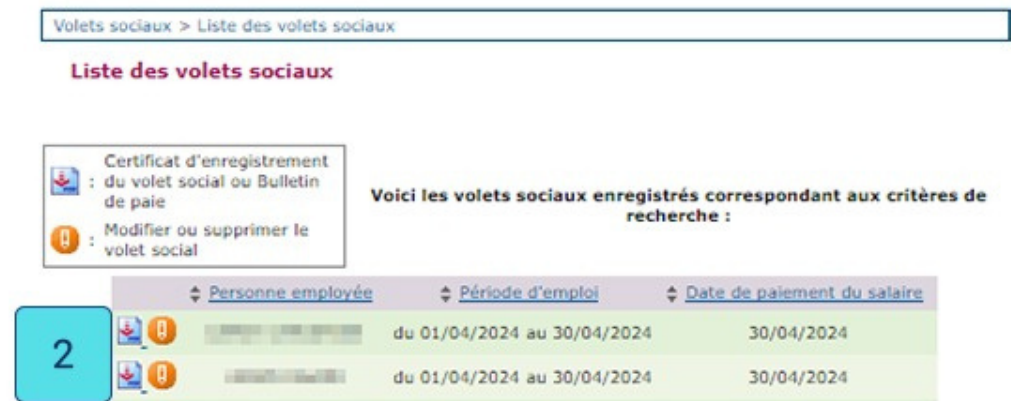 Volets sociaux > Liste des volets sociaux
Liste des volets sociaux
Certificat d'enregistrement
: du volet social ou Bulletin
de paie
Modifier ou supprimer le
: volet social
Voici les volets sociaux enregistrés correspondant aux critères de
recherche :
Personne employée Période d'emploi Date de paiement du salaire
du 01/04/2024 au 30/04/2024 30/04/2024
2
du 01/04/2024 au 30/04/2024 30/04/2024